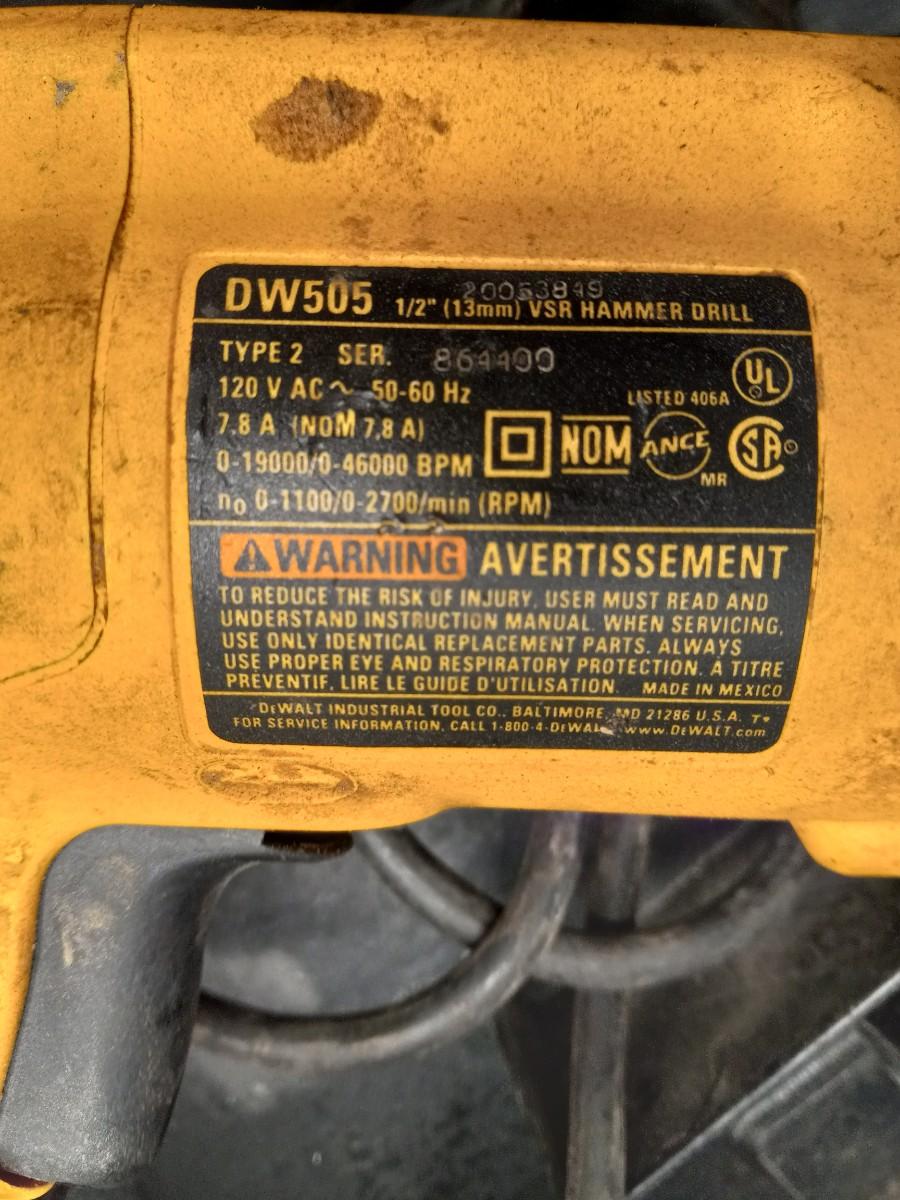 DW505 20053849
1/2" (13mm) VSR HAMMER DRILL
TYPE 2 SER. 864400
120 V AC ~ 50-60 Hz
LISTED 406A UL
7.8 A (NOM 7,8 A)
NOM ANCE MR SA
0-19000/0-46000 BPM
n₀ 0-1100/0-2700/min (RPM)
WARNING AVERTISSEMENT
TO REDUCE THE RISK OF INJURY, USER MUST READ AND
UNDERSTAND INSTRUCTION MANUAL. WHEN SERVICING,
USE ONLY IDENTICAL REPLACEMENT PARTS. ALWAYS
USE PROPER EYE AND RESPIRATORY PROTECTION. À TITRE
PRÉVENTIF, LIRE LE GUIDE D'UTILISATION. MADE IN MEXICO
DEWALT INDUSTRIAL TOOL CO., BALTIMORE, MD 21286 U.S.A.
FOR SERVICE INFORMATION, CALL 1-800-4-DEWALT www.DEWALT.com